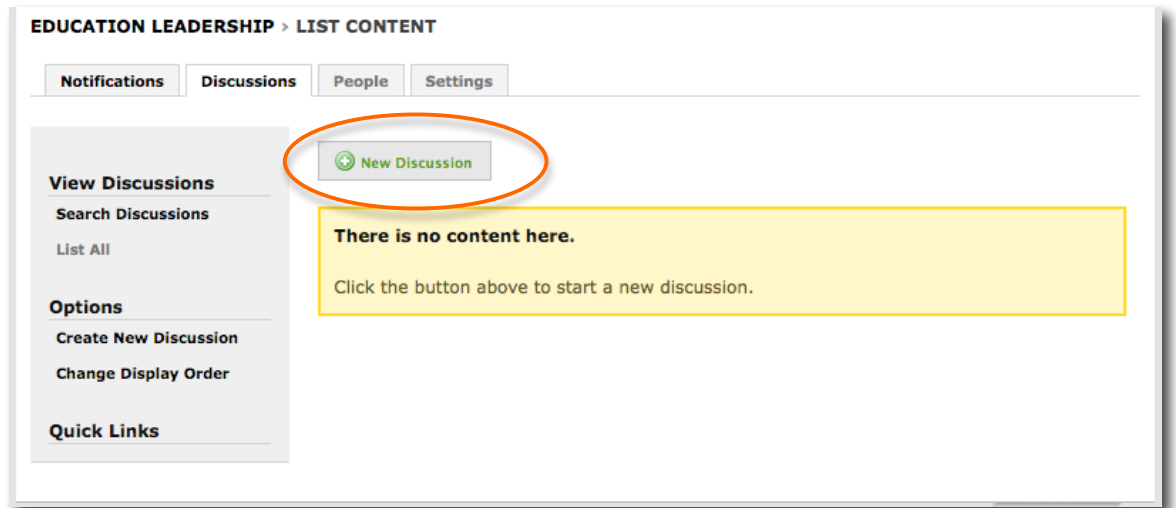 EDUCATION LEADERSHIP > LIST CONTENT
Notifications Discussions People Settings
New Discussion
View Discussions
Search Discussions
List All
Options
Create New Discussion
Change Display Order
Quick Links
There is no content here.
Click the button above to start a new discussion.